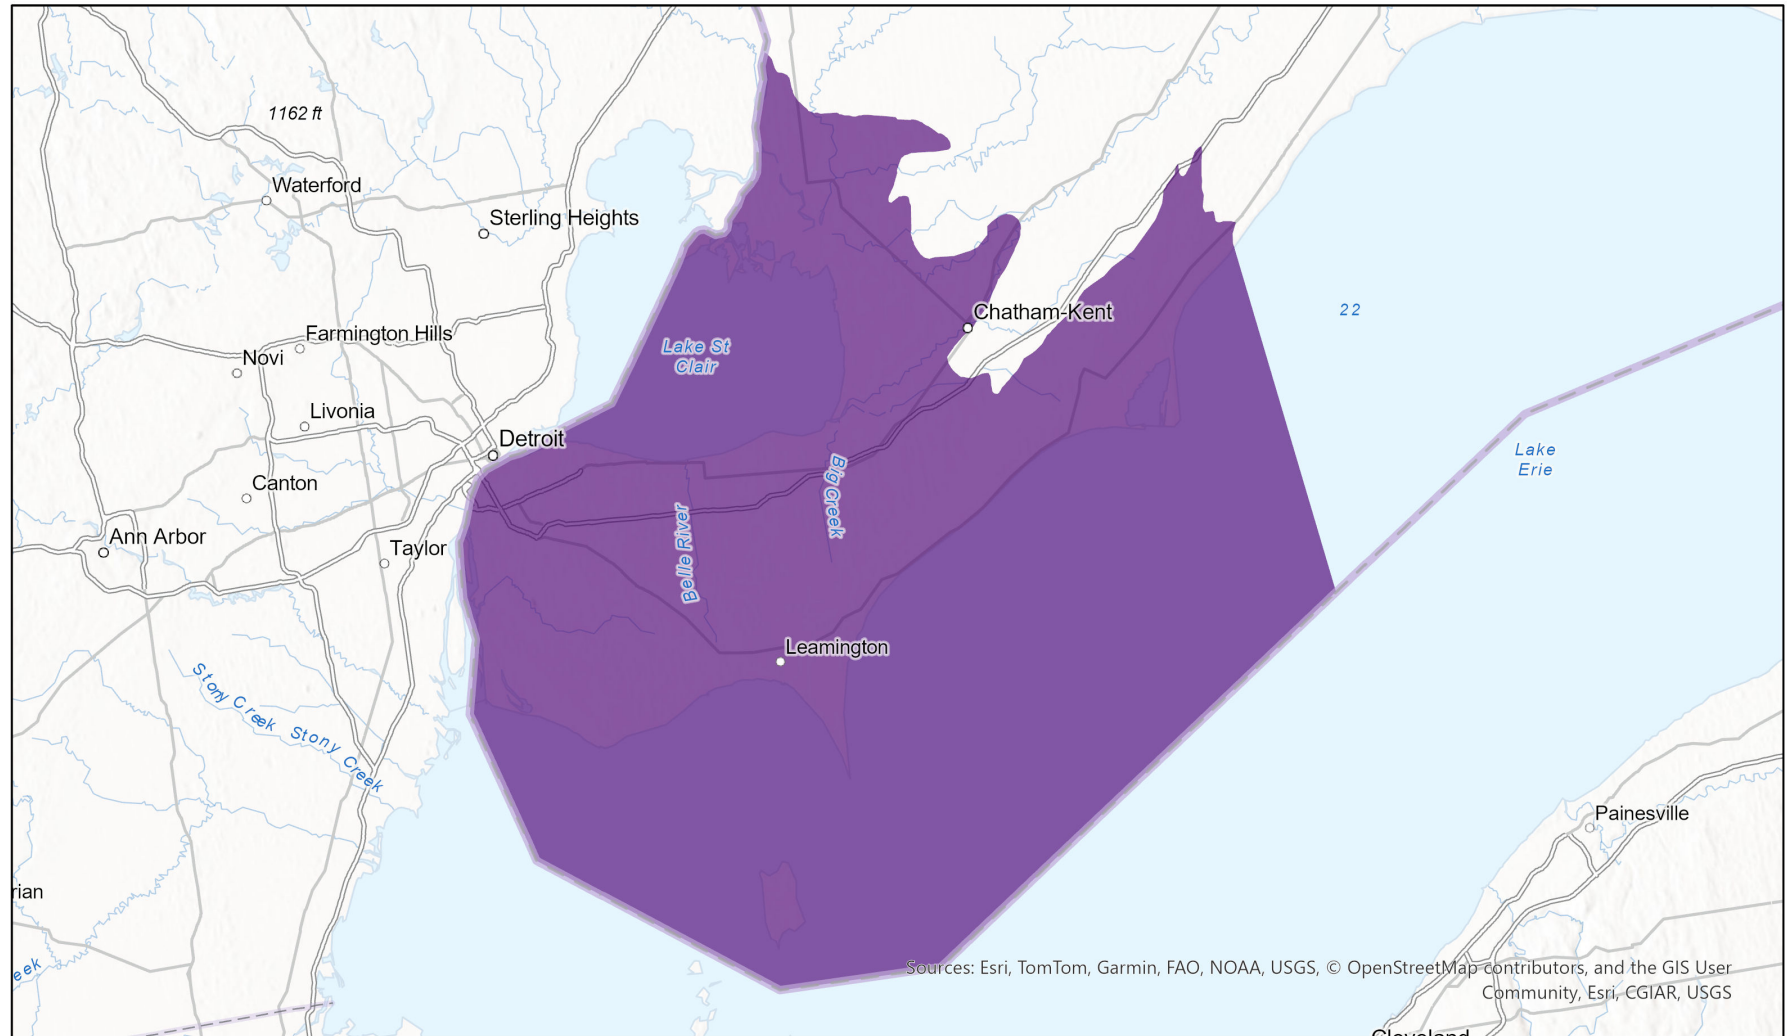 1162 ft
Waterford
Sterling Heights
Chatham-Kent
22
Farmington Hills
Novi
Lake St
Clair
Livonia
Detroit
Lake
Erie
Canton
Big Creek
Ann Arbor
Taylor
Belle River
Leamington
Stony Creek
Stony Creek
Painesville
rian
eek
Sources: Esri, TomTom, Garmin, FAO, NOAA, USGS, © OpenStreetMap contributors, and the GIS User
Community, Esri, CGIAR, USGS
Cleveland